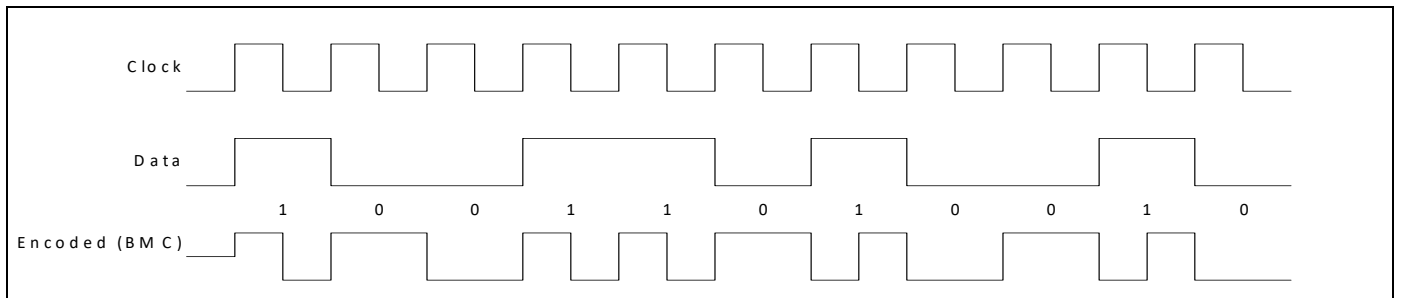 Clock
Data
1 0 0 1 1 0 1 0 0 1 0
Encoded (BMC)